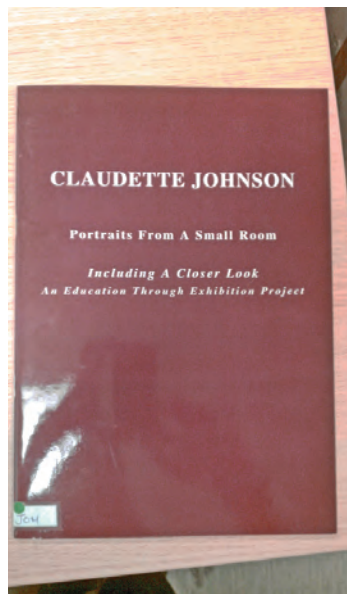 CLAUDETTE JOHNSON
Portraits From A Small Room
Including A Closer Look
An Education Through Exhibition Project
JOH